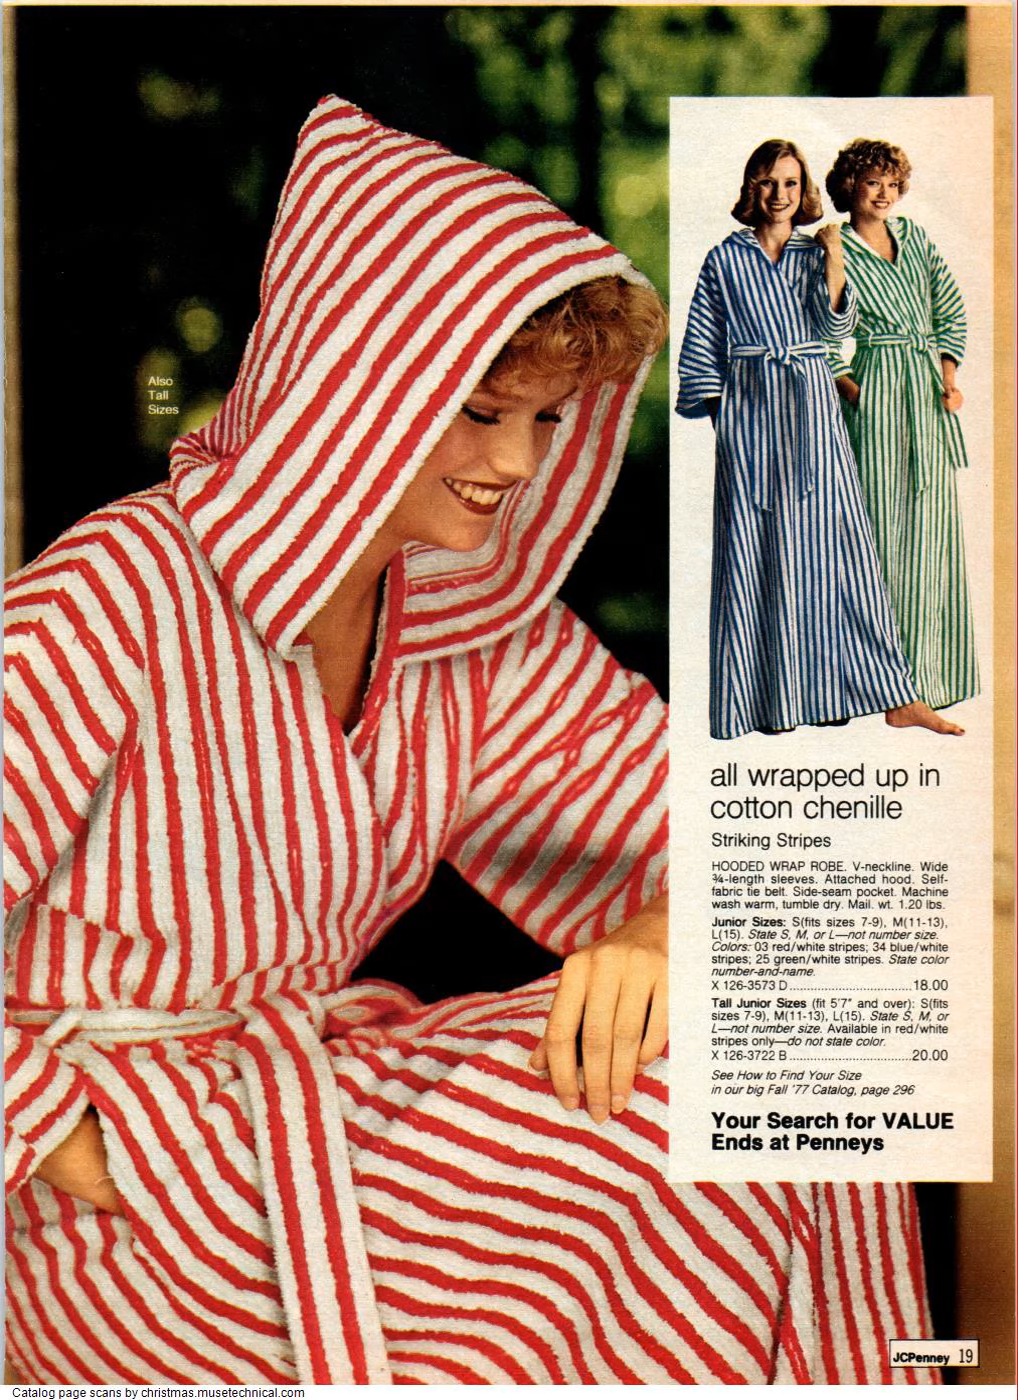 Also
Tall
Sizes
all wrapped up in
cotton chenille
Striking Stripes
HOODED WRAP ROBE. V-neckline. Wide
¾-length sleeves. Attached hood. Self-
fabric tie belt. Side-seam pocket. Machine
wash warm, tumble dry. Mail. wt. 1.20 lbs.
Junior Sizes: S(fits sizes 7-9), M(11-13),
L(15). State S, M, or L—not number size.
Colors: 03 red/white stripes; 34 blue/white
stripes; 25 green/white stripes. State color
number-and-name.
X 126-3573 D....................................18.00
Tall Junior Sizes (fit 5'7" and over): S(fits
sizes 7-9), M(11-13), L(15). State S, M, or
L—not number size. Available in red/white
stripes only—do not state color.
X 126-3722 B....................................20.00
See How to Find Your Size
in our big Fall '77 Catalog, page 296
Your Search for VALUE
Ends at Penneys
JCPenney 19
Catalog page scans by christmas.musetechnical.com